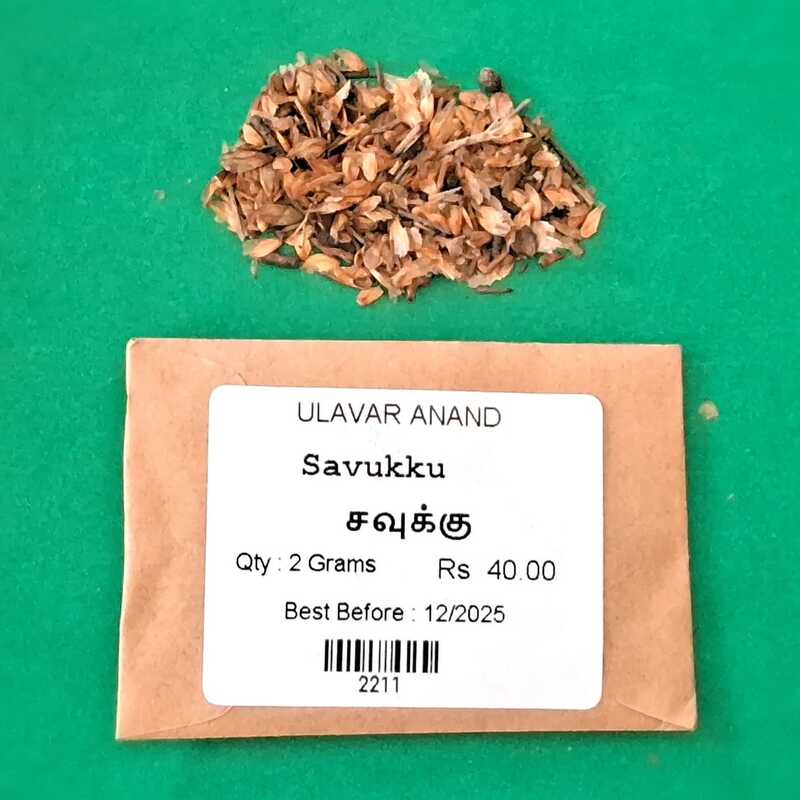 ULAVAR ANAND
Savukku
சவுக்கு
Qty : 2 Grams Rs 40.00
Best Before : 12/2025
2211